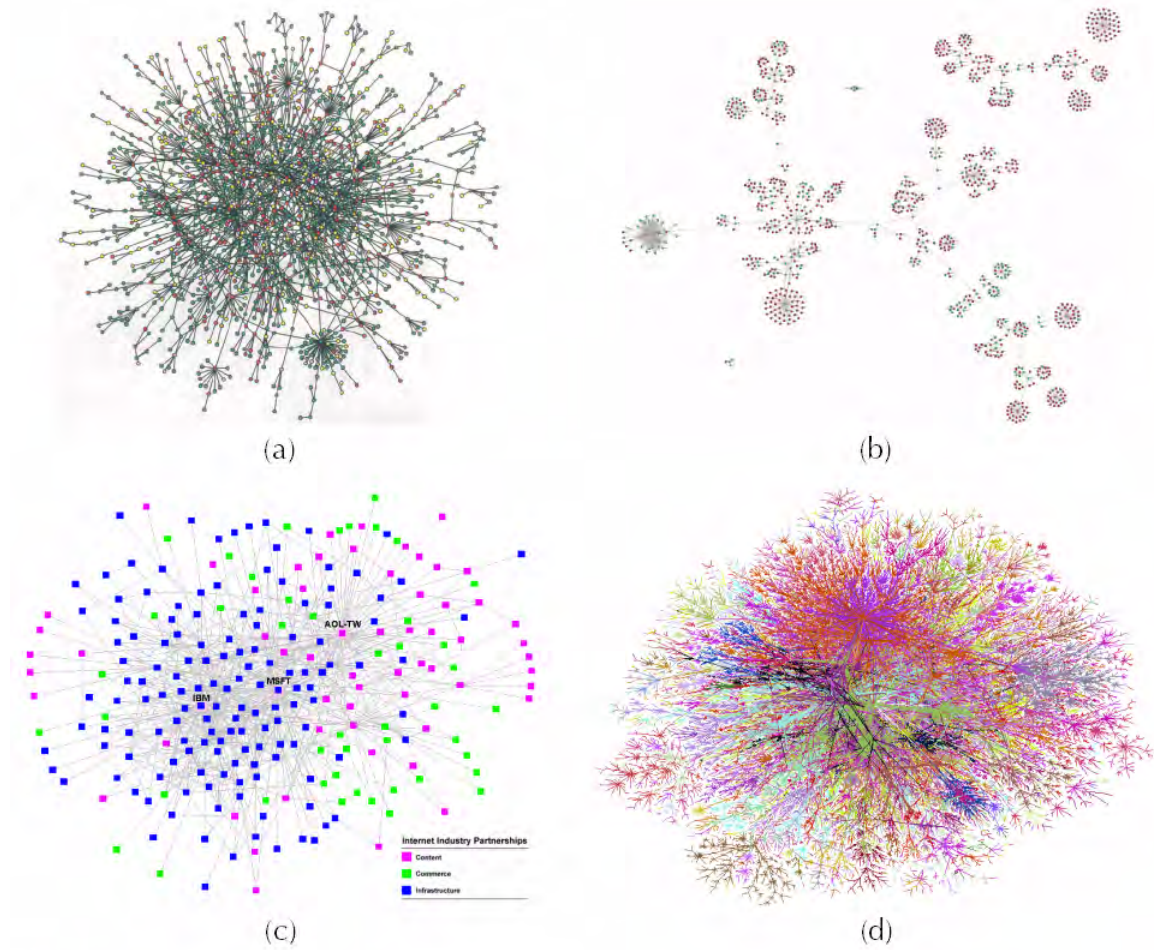 (a)
(b)
AOL-TW
MSFT
IBM
Internet Industry Partnerships
Content
Commerce
Infrastructure
(c)
(d)